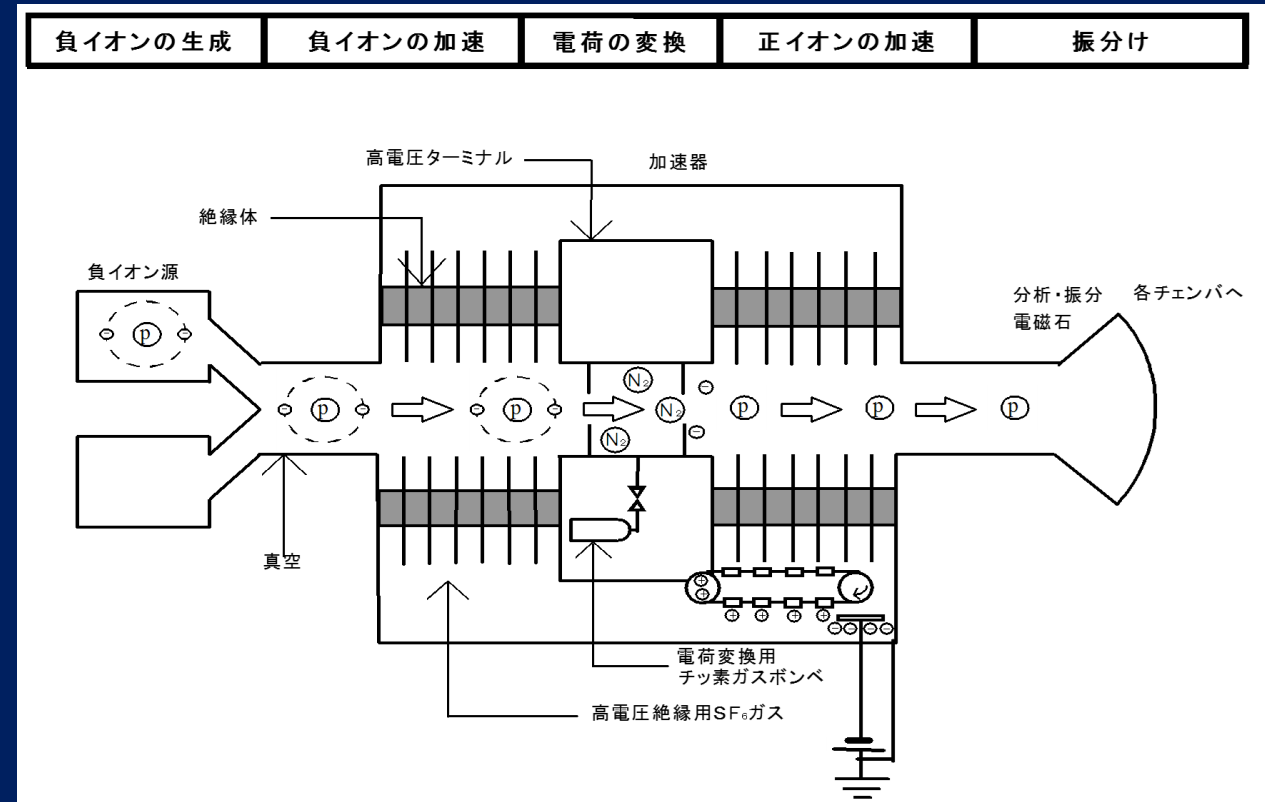 負イオンの生成
負イオンの加速
電荷の変換
正イオンの加速
振分け
高電圧ターミナル
加速器
絶縁体
負イオン源
分析・振分
電磁石
各チェンバへ
p
p
p
N₂
N₂
N₂
p
p
p
真空
電荷変換用
チッ素ガスボンベ
高電圧絶縁用SF₆ガス